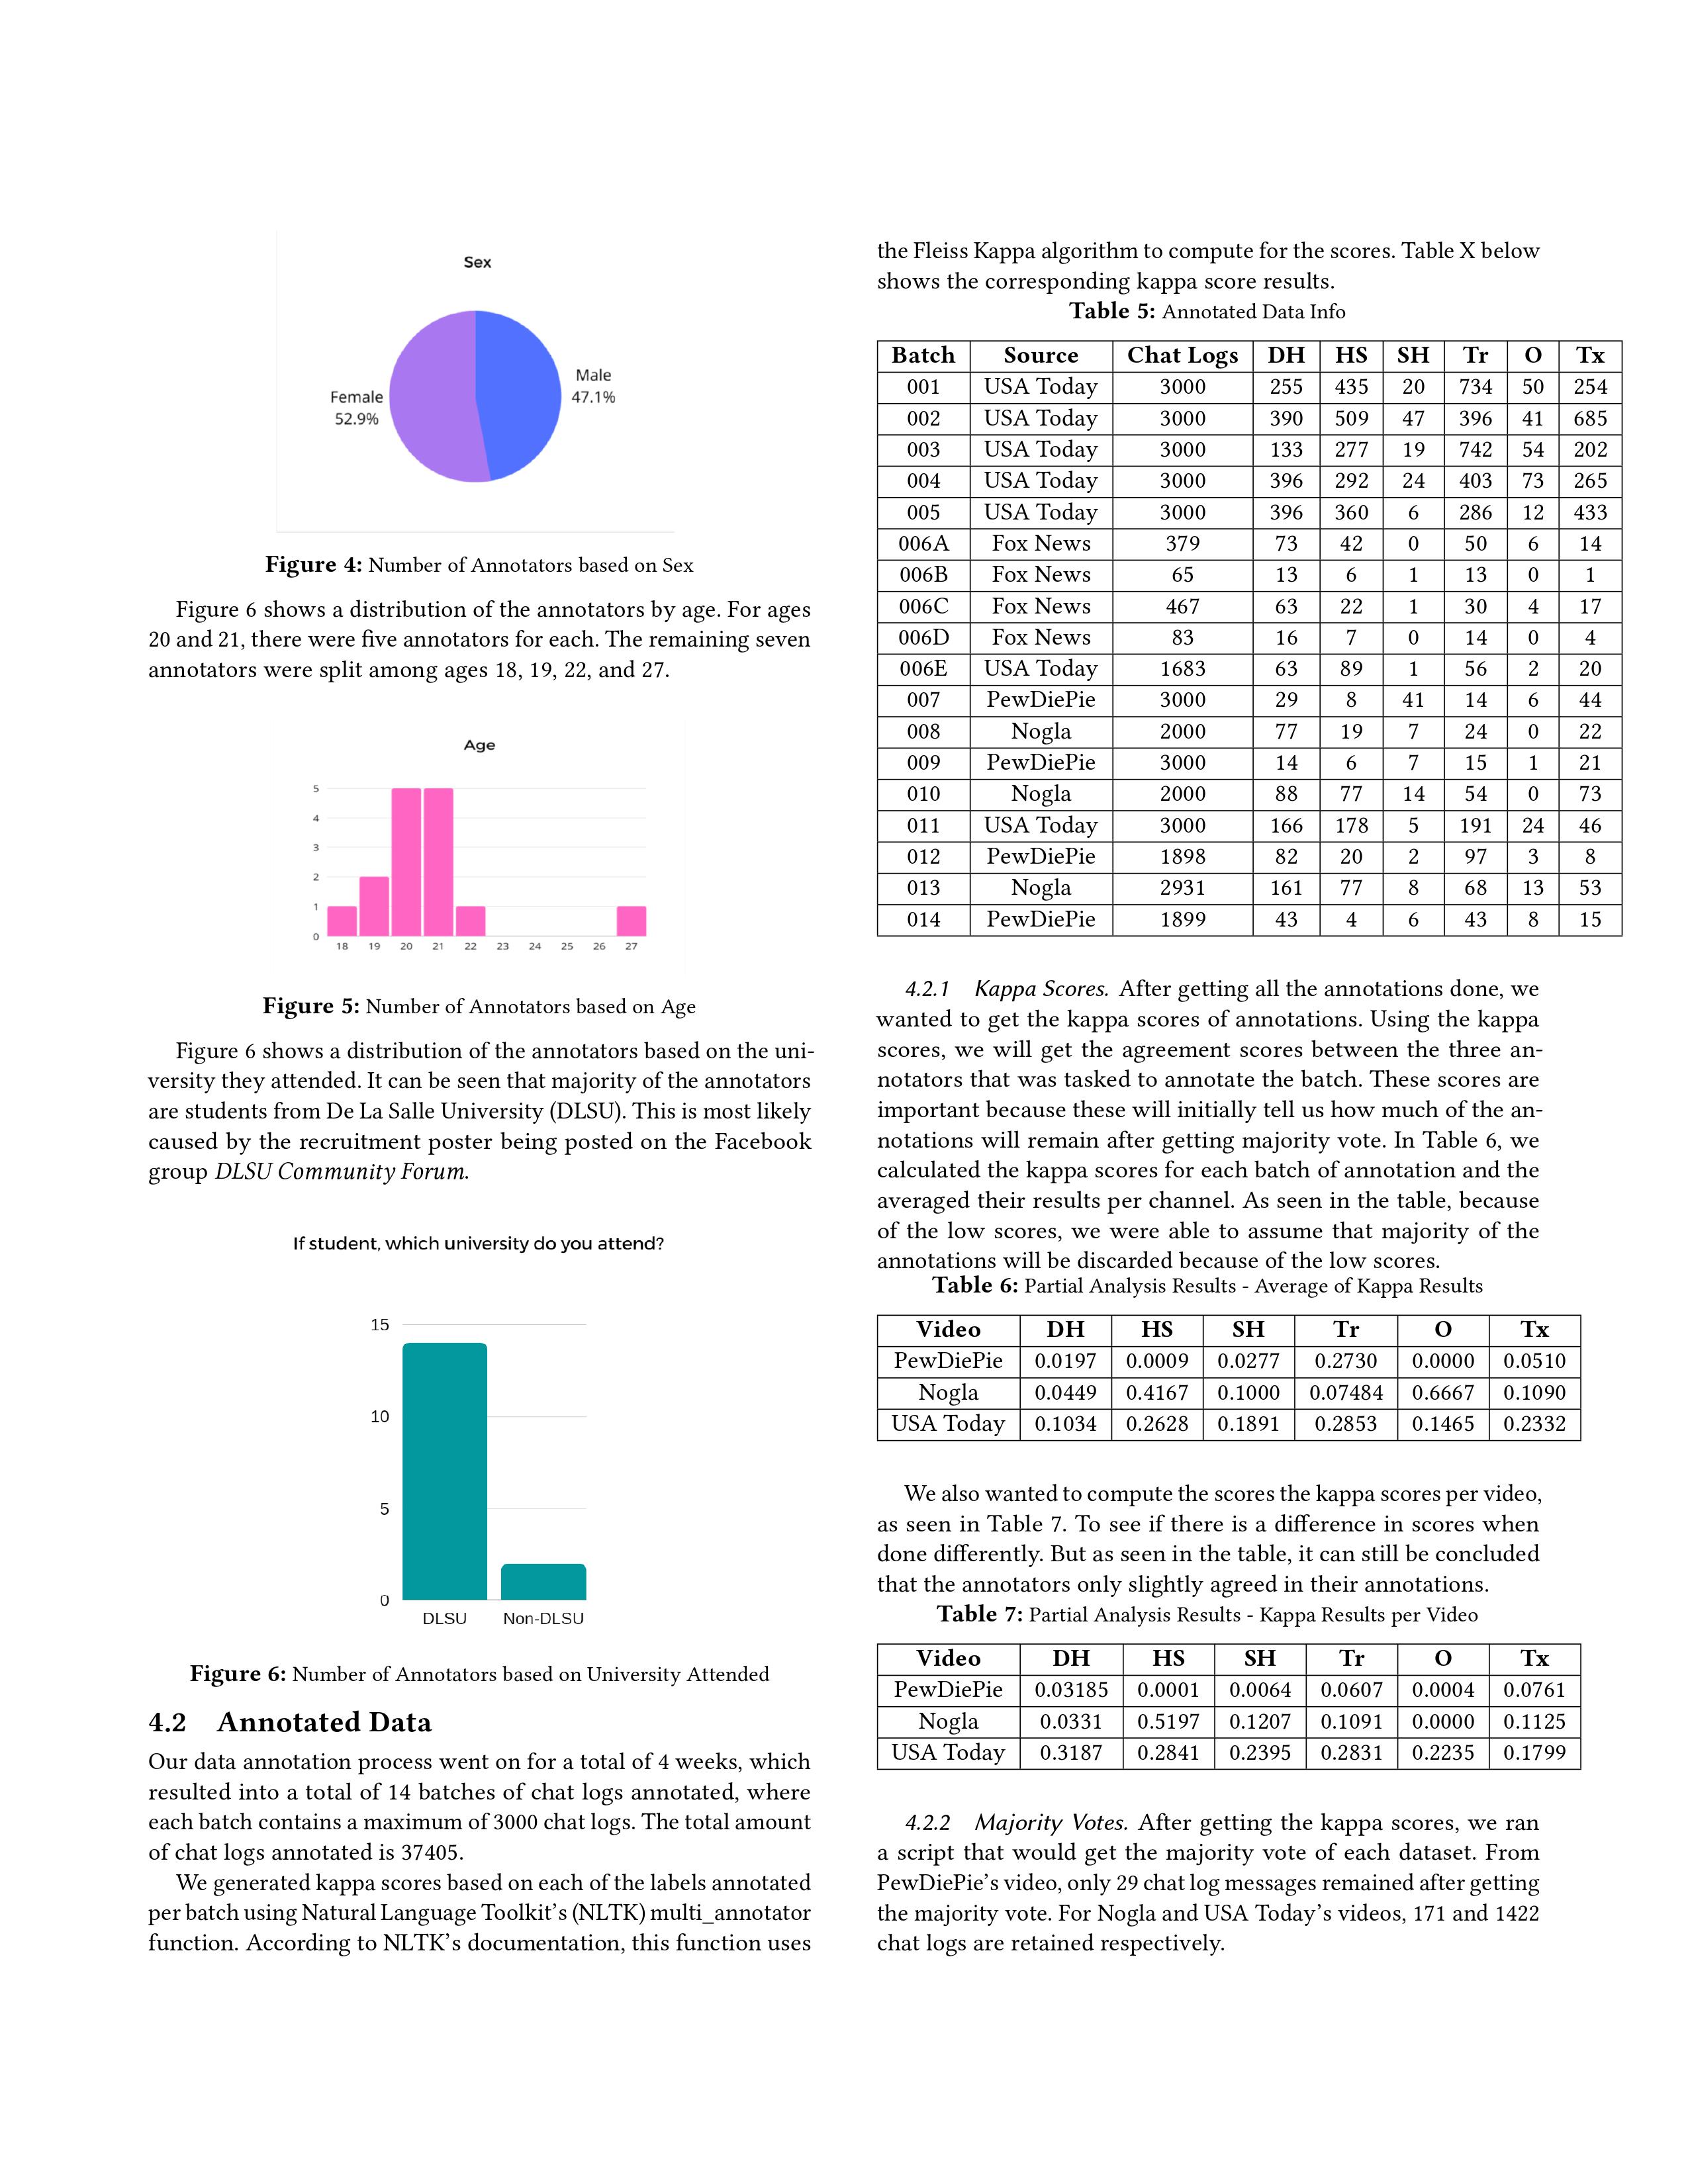 Sex
Male
47.1%
Female
52.9%
Figure 4: Number of Annotators based on Sex
Figure 6 shows a distribution of the annotators by age. For ages
20 and 21, there were five annotators for each. The remaining seven
annotators were split among ages 18, 19, 22, and 27.
Age
5
4
3
2
1
0
18 19 20 21 22 23 24 25 26 27
Figure 5: Number of Annotators based on Age
Figure 6 shows a distribution of the annotators based on the uni-
versity they attended. It can be seen that majority of the annotators
are students from De La Salle University (DLSU). This is most likely
caused by the recruitment poster being posted on the Facebook
group DLSU Community Forum.
If student, which university do you attend?
15
10
5
0
DLSU Non-DLSU
Figure 6: Number of Annotators based on University Attended
4.2 Annotated Data
Our data annotation process went on for a total of 4 weeks, which
resulted into a total of 14 batches of chat logs annotated, where
each batch contains a maximum of 3000 chat logs. The total amount
of chat logs annotated is 37405.
We generated kappa scores based on each of the labels annotated
per batch using Natural Language Toolkit's (NLTK) multi_annotator
function. According to NLTK's documentation, this function uses
the Fleiss Kappa algorithm to compute for the scores. Table X below
shows the corresponding kappa score results.
Table 5: Annotated Data Info
Batch Source Chat Logs DH HS SH Tr O Tx
001 USA Today 3000 255 435 20 734 50 254
002 USA Today 3000 390 509 47 396 41 685
003 USA Today 3000 133 277 19 742 54 202
004 USA Today 3000 396 292 24 403 73 265
005 USA Today 3000 396 360 6 286 12 433
006A Fox News 379 73 42 0 50 6 14
006B Fox News 65 13 6 1 13 0 1
006C Fox News 467 63 22 1 30 4 17
006D Fox News 83 16 7 0 14 0 4
006E USA Today 1683 63 89 1 56 2 20
007 PewDiePie 3000 29 8 41 14 6 44
008 Nogla 2000 77 19 7 24 0 22
009 PewDiePie 3000 14 6 7 15 1 21
010 Nogla 2000 88 77 14 54 0 73
011 USA Today 3000 166 178 5 191 24 46
012 PewDiePie 1898 82 20 2 97 3 8
013 Nogla 2931 161 77 8 68 13 53
014 PewDiePie 1899 43 4 6 43 8 15
4.2.1 Kappa Scores. After getting all the annotations done, we
wanted to get the kappa scores of annotations. Using the kappa
scores, we will get the agreement scores between the three an-
notators that was tasked to annotate the batch. These scores are
important because these will initially tell us how much of the an-
notations will remain after getting majority vote. In Table 6, we
calculated the kappa scores for each batch of annotation and the
averaged their results per channel. As seen in the table, because
of the low scores, we were able to assume that majority of the
annotations will be discarded because of the low scores.
Table 6: Partial Analysis Results - Average of Kappa Results
Video DH HS SH Tr O Tx
PewDiePie 0.0197 0.0009 0.0277 0.2730 0.0000 0.0510
Nogla 0.0449 0.4167 0.1000 0.07484 0.6667 0.1090
USA Today 0.1034 0.2628 0.1891 0.2853 0.1465 0.2332
We also wanted to compute the scores the kappa scores per video,
as seen in Table 7. To see if there is a difference in scores when
done differently. But as seen in the table, it can still be concluded
that the annotators only slightly agreed in their annotations.
Table 7: Partial Analysis Results - Kappa Results per Video
Video DH HS SH Tr O Tx
PewDiePie 0.03185 0.0001 0.0064 0.0607 0.0004 0.0761
Nogla 0.0331 0.5197 0.1207 0.1091 0.0000 0.1125
USA Today 0.3187 0.2841 0.2395 0.2831 0.2235 0.1799
4.2.2 Majority Votes. After getting the kappa scores, we ran
a script that would get the majority vote of each dataset. From
PewDiePie's video, only 29 chat log messages remained after getting
the majority vote. For Nogla and USA Today's videos, 171 and 1422
chat logs are retained respectively.